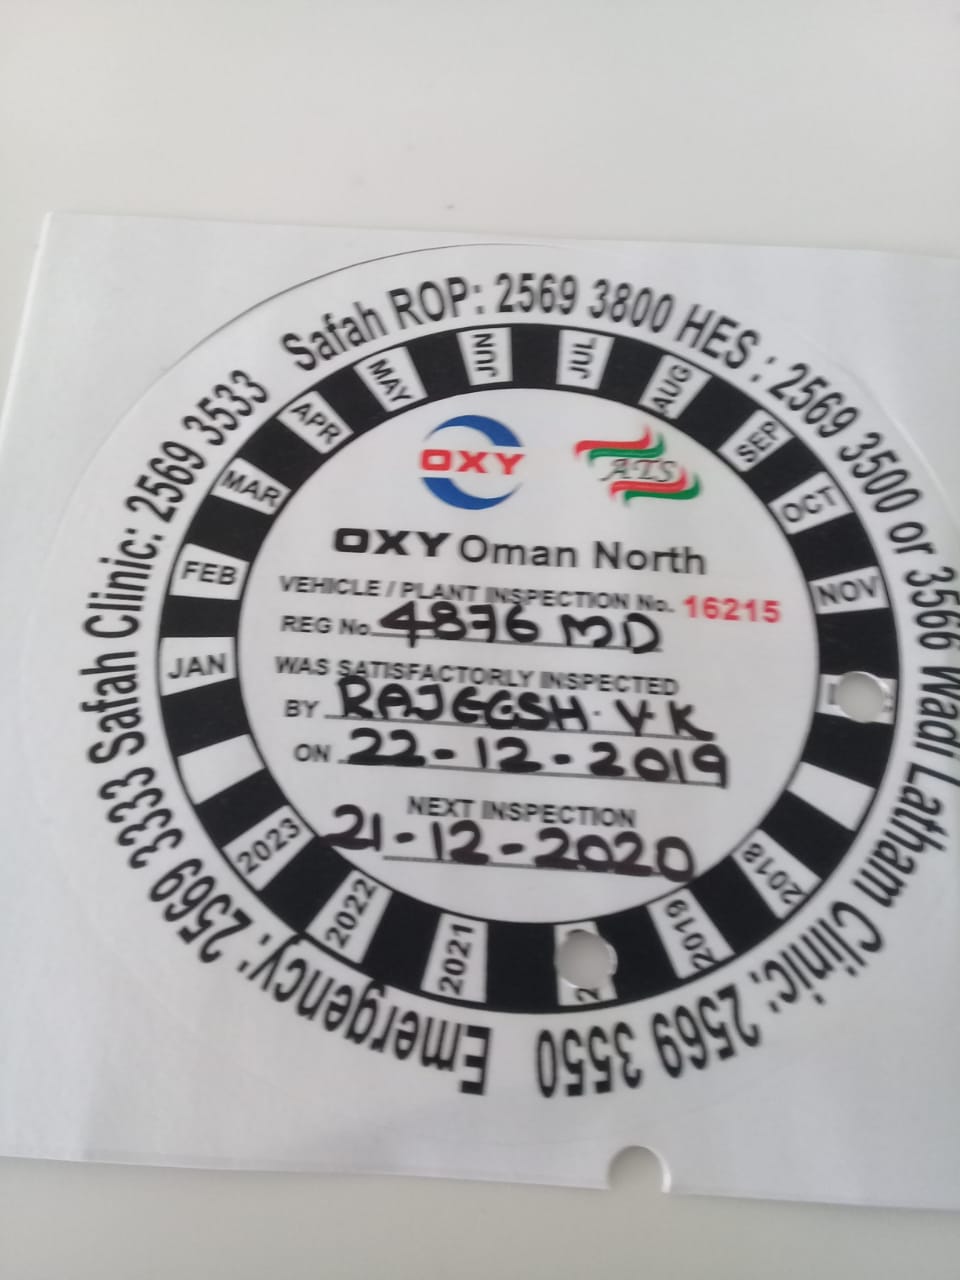 Safah ROP: 2569 3800 HES : 2569 3500 or 3566 Wadi Latham Clinic: 2569 3550
Emergency: 2569 3333 Safah Clinic: 2569 3533
JAN
FEB
MAR
APR
MAY
JUN
JUL
AUG
SEP
OCT
NOV
2018
2019
2021
2022
2023
OXY
ATS
OXY Oman North
VEHICLE / PLANT INSPECTION No. 16215
REG No. 4876 MD
WAS SATISFACTORILY INSPECTED
BY RAJEEGSH. V.K
ON 22-12-2019
NEXT INSPECTION
21-12-2020